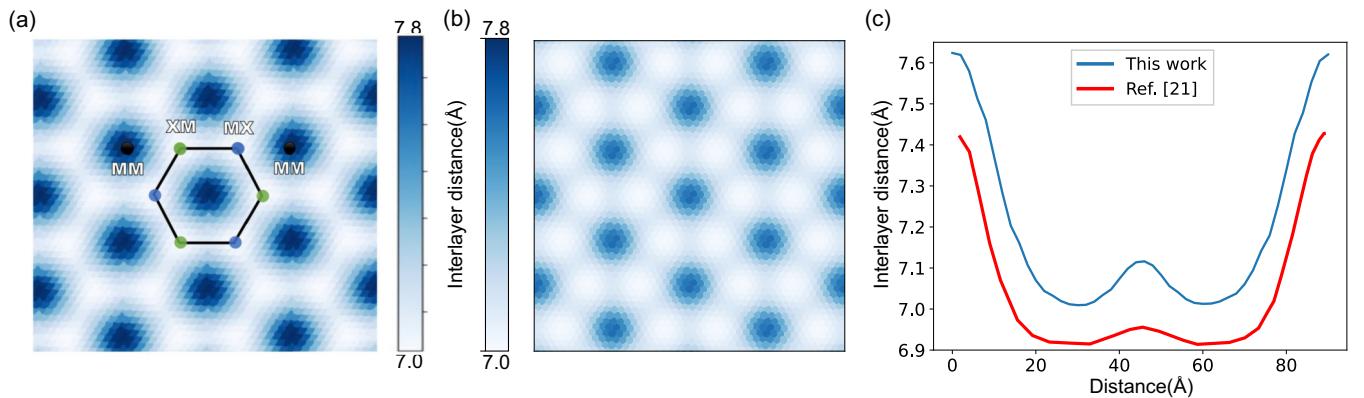 (a)
7.8
XM
MX
MM
MM
7.0
(b)
7.8
Interlayer distance(Å)
7.0
(c)
This work
Ref. [21]
Interlayer distance(Å)
7.6
7.5
7.4
7.3
7.2
7.1
7.0
6.9
0
20
40
60
80
Distance(Å)